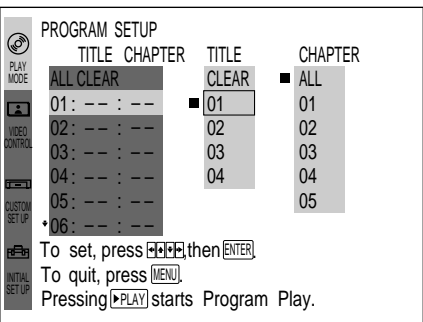 PROGRAM SETUP
TITLE CHAPTER TITLE CHAPTER
ALL CLEAR CLEAR ALL
01: – – : – – 01 01
02: – – : – – 02 02
03: – – : – – 03 03
04: – – : – – 04 04
05: – – : – – 05
06: – – : – –
PLAY
MODE
VIDEO
CONTROL
CUSTOM
SET UP
INITIAL
SET UP
To set, press ,then ENTER.
To quit, press MENU.
Pressing PLAY starts Program Play.